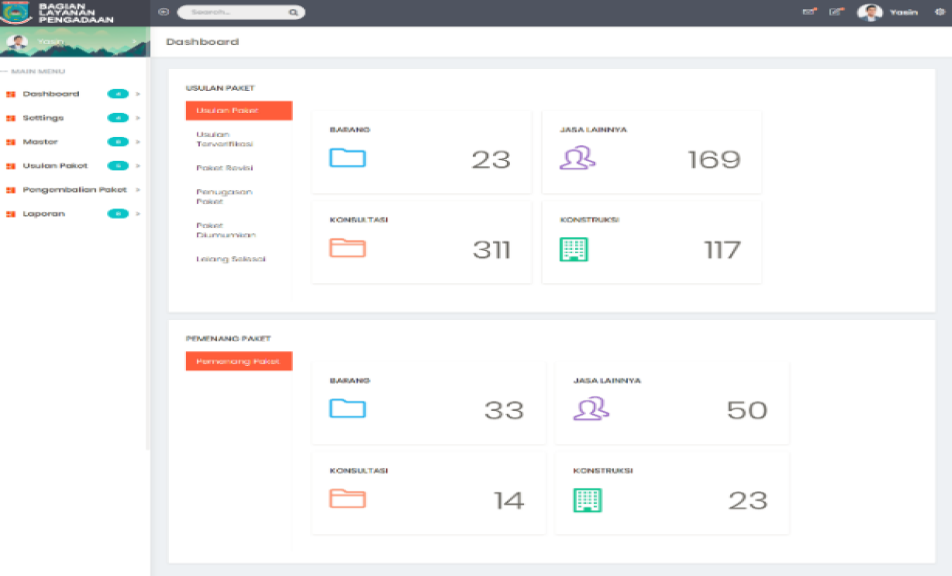 BAGIAN
LAYANAN
PENGADAAN
Search...
Yasin
Yasin
Dashboard
MAIN MENU
Dashboard 4
Settings 4
Master
Usulan Paket
Pengembalian Paket
Laporan
USULAN PAKET
Usulan Paket
Usulan
Terverifikasi
Paket Revisi
Penugasan
Paket
Paket
Diumumkan
Lelang Selesai
BARANG
23
JASA LAINNYA
169
KONSULTASI
311
KONSTRUKSI
117
PEMENANG PAKET
Pemenang Paket
BARANG
33
JASA LAINNYA
50
KONSULTASI
14
KONSTRUKSI
23